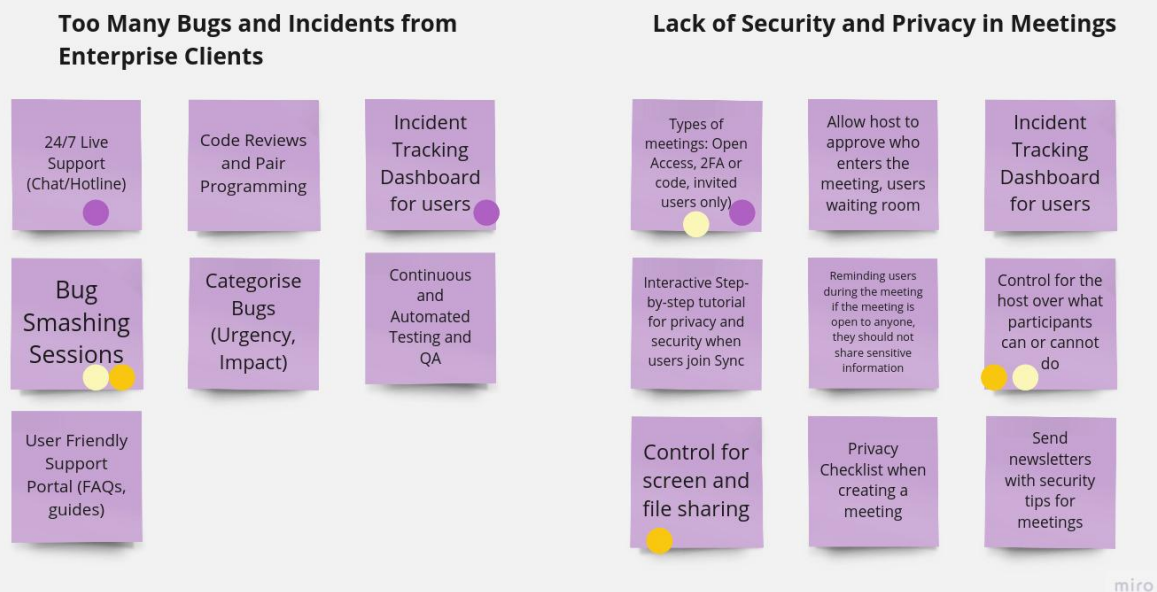 Too Many Bugs and Incidents from
Enterprise Clients
24/7 Live
Support
(Chat/Hotline)
Code Reviews
and Pair
Programming
Incident
Tracking
Dashboard
for users
Bug
Smashing
Sessions
Categorise
Bugs
(Urgency,
Impact)
Continuous
and
Automated
Testing and
QA
User Friendly
Support
Portal (FAQs,
guides)
Lack of Security and Privacy in Meetings
Types of
meetings: Open
Access, 2FA or
code, invited
users only)
Allow host to
approve who
enters the
meeting, users
waiting room
Incident
Tracking
Dashboard
for users
Interactive Step-
by-step tutorial
for privacy and
security when
users join Sync
Reminding users
during the meeting
if the meeting is
open to anyone,
they should not
share sensitive
information
Control for the
host over what
participants
can or cannot
do
Control for
screen and
file sharing
Privacy
Checklist when
creating a
meeting
Send
newsletters
with security
tips for
meetings
miro